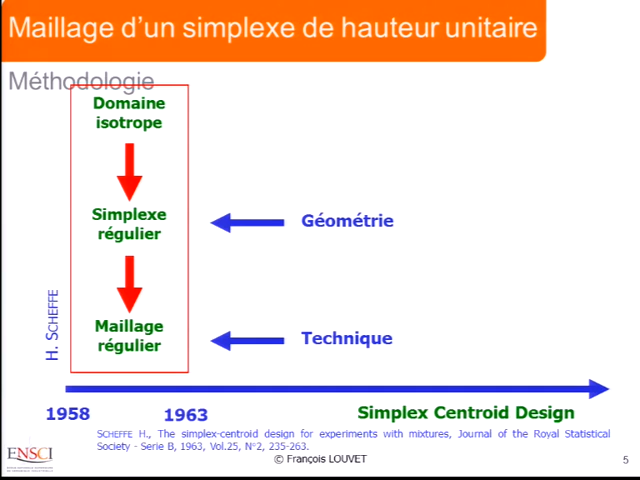 Maillage d’un simplexe de hauteur unitaire
Méthodologie
Domaine
isotrope
Simplexe
régulier
Géométrie
Maillage
régulier
Technique
H. SCHEFFE
1958
1963
Simplex Centroid Design
SCHEFFE H., The simplex-centroid design for experiments with mixtures, Journal of the Royal Statistical
Society - Serie B, 1963, Vol.25, N°2, 235-263.
ENSCI
© François LOUVET
5